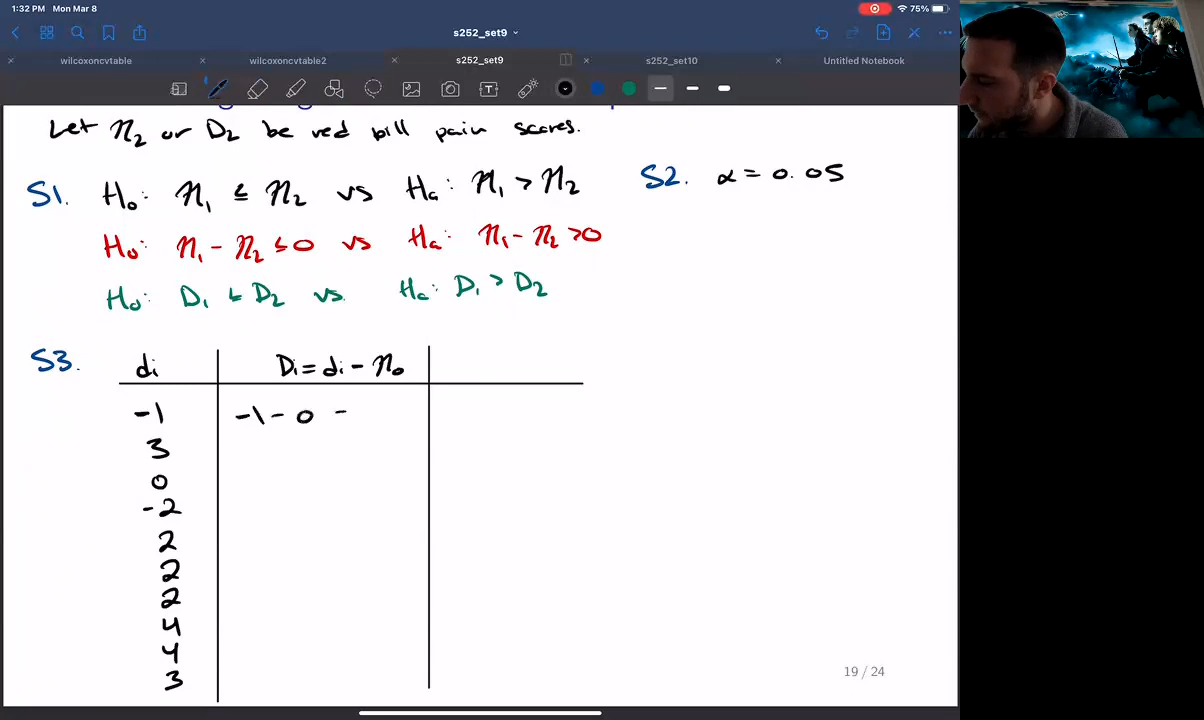 1:32 PM Mon Mar 8
75%
s252_set9
wilcoxoncvtable
wilcoxoncvtable2
s252_set9
s252_set10
Untitled Notebook
Let η₂ or D₂ be red pill pain scores.
S1. H₀: η₁ ≤ η₂ vs Hₐ: η₁ > η₂
S2. α = 0.05
H₀: η₁ - η₂ ≤ 0 vs Hₐ: η₁ - η₂ > 0
H₀: D₁ ≤ D₂ vs. Hₐ: D₁ > D₂
S3. di Di = di - η₀
-1 -1 - 0 =
3
0
-2
2
2
2
4
4
3
19 / 24